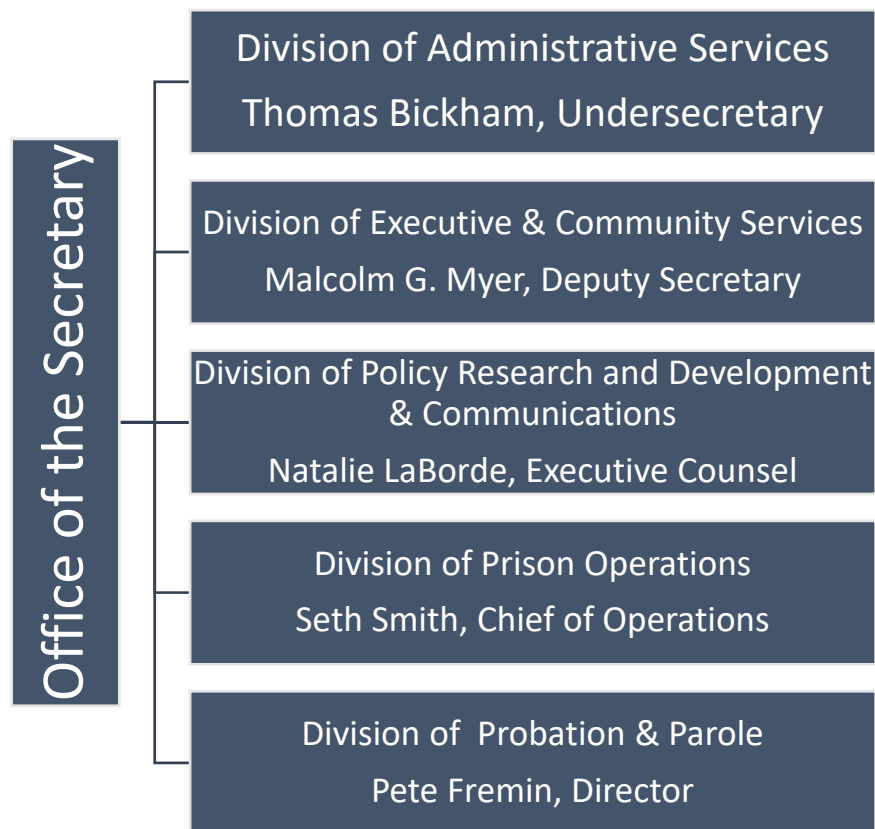 Office of the Secretary
Division of Administrative Services
Thomas Bickham, Undersecretary
Division of Executive & Community Services
Malcolm G. Myer, Deputy Secretary
Division of Policy Research and Development
& Communications
Natalie LaBorde, Executive Counsel
Division of Prison Operations
Seth Smith, Chief of Operations
Division of  Probation & Parole
Pete Fremin, Director